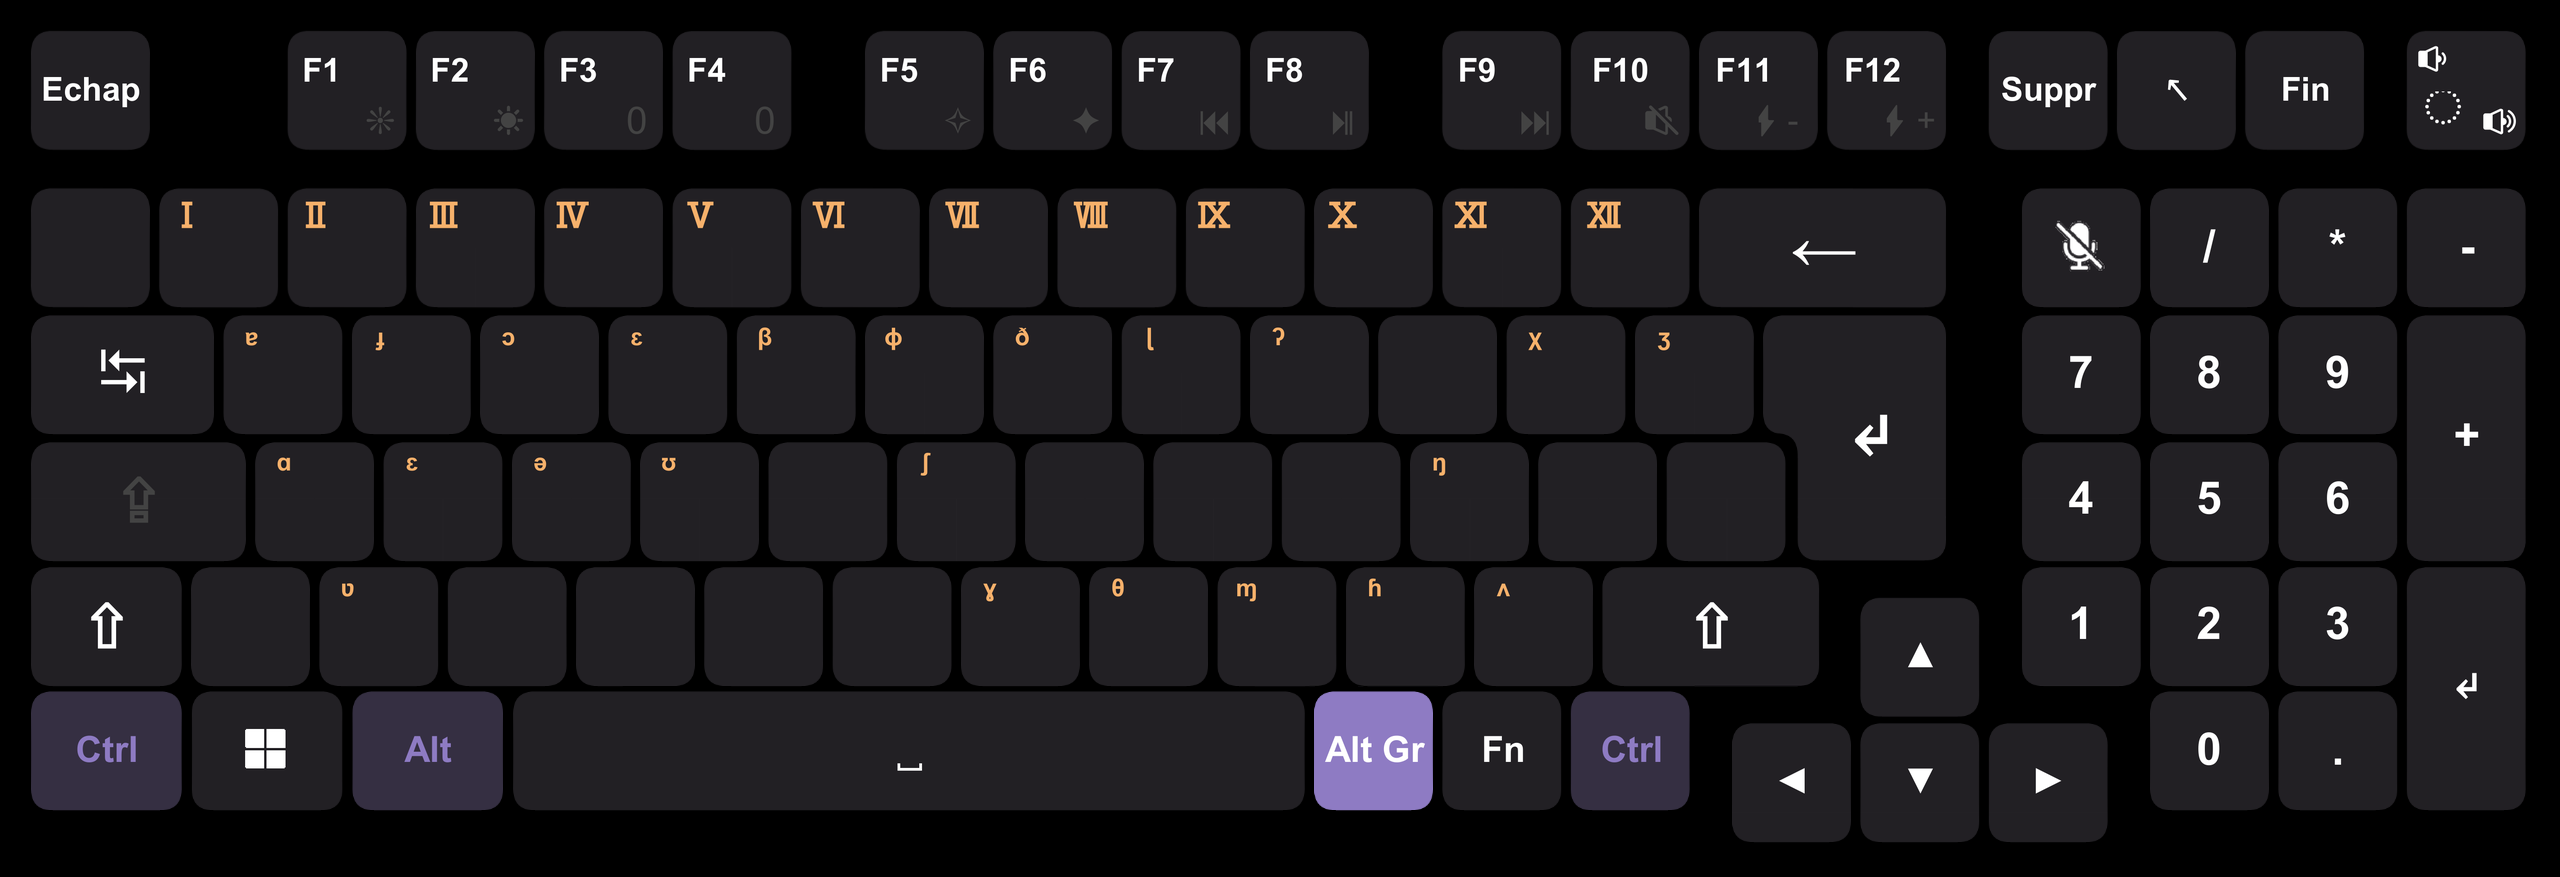 Echap F1 F2 F3 0 F4 0 F5 F6 F7 F8 F9 F10 F11 - F12 + Suppr ↖ Fin
Ⅰ Ⅱ Ⅲ Ⅳ Ⅴ Ⅵ Ⅶ Ⅷ Ⅸ Ⅹ Ⅺ Ⅻ ← / * -
ɐ ɟ ɔ ɛ β ɸ ð ɭ ʔ χ ʒ 7 8 9 +
ɑ ɛ ə ʊ ʃ ŋ ↲ 4 5 6
⇧ ʋ ɣ θ ɱ ɦ ʌ ⇧ ▲ 1 2 3 ↲
Ctrl Alt ⎵ Alt Gr Fn Ctrl ◀ ▼ ▶ 0 .